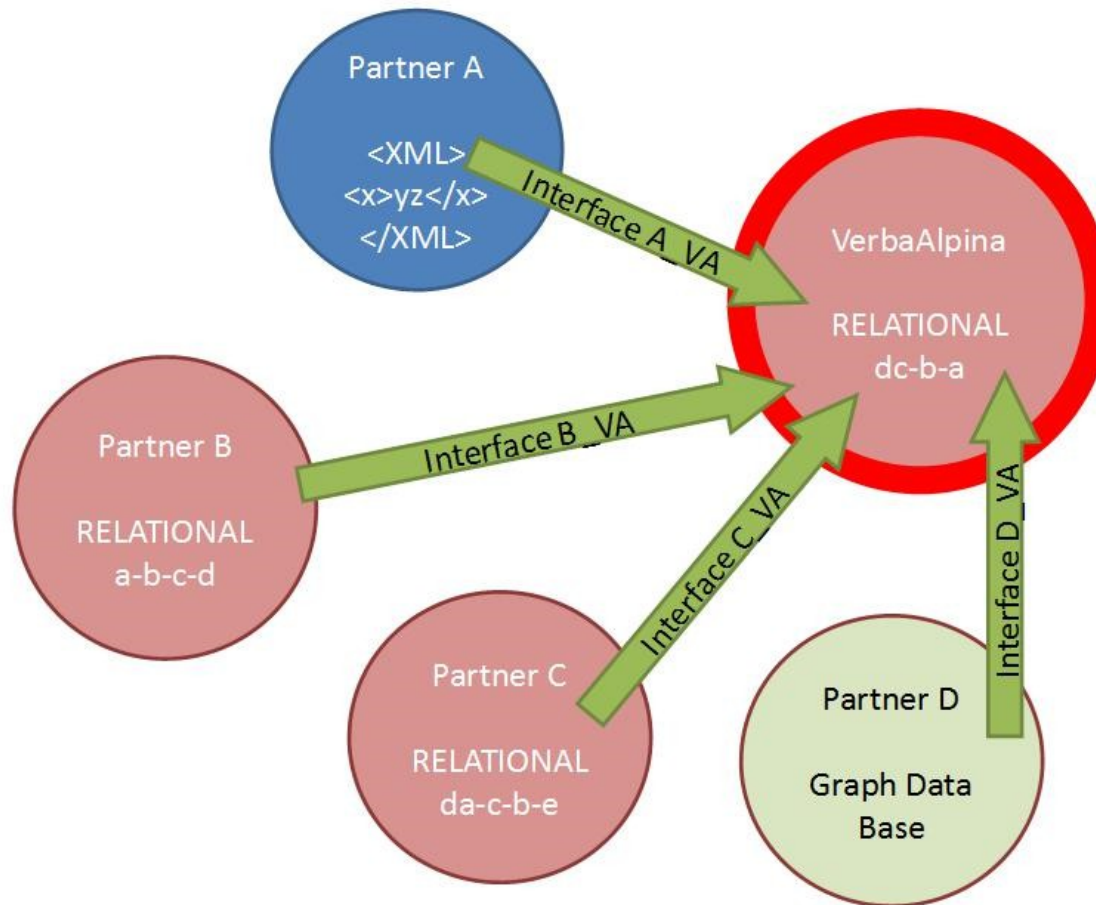 Partner A
<XML>
<x>yz</x>
</XML>
Interface A_VA
VerbaAlpina
RELATIONAL
dc-b-a
Partner B
RELATIONAL
a-b-c-d
Interface B_VA
Partner C
RELATIONAL
da-c-b-e
Interface C_VA
Partner D
Graph Data
Base
Interface D_VA